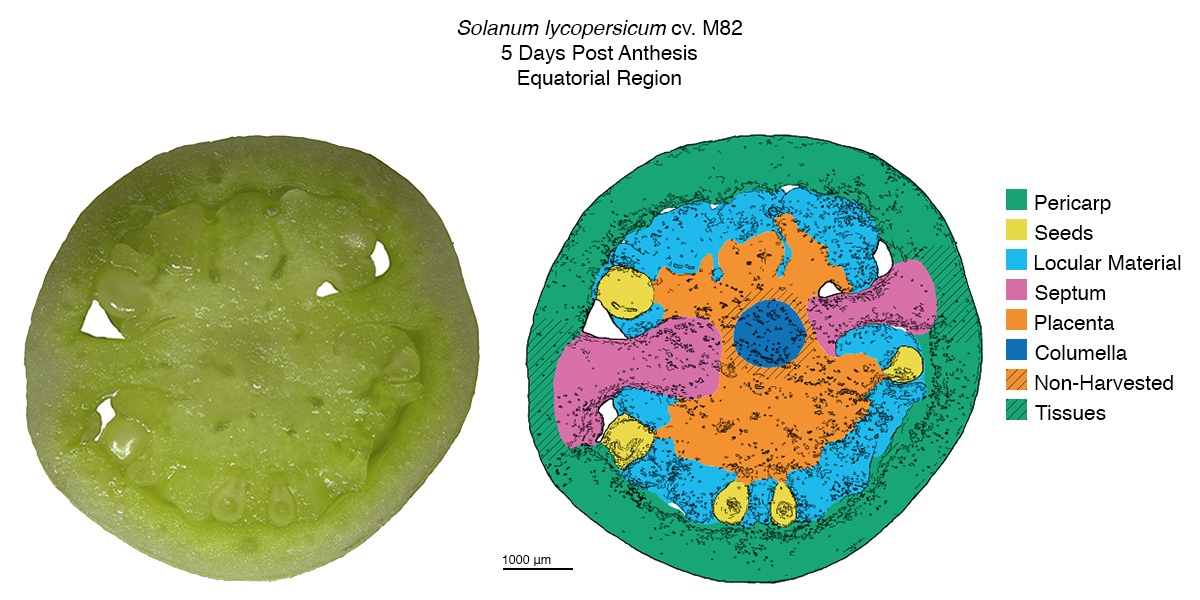 Solanum lycopersicum cv. M82
5 Days Post Anthesis
Equatorial Region
Pericarp
Seeds
Locular Material
Septum
Placenta
Columella
Non-Harvested
Tissues
1000 µm